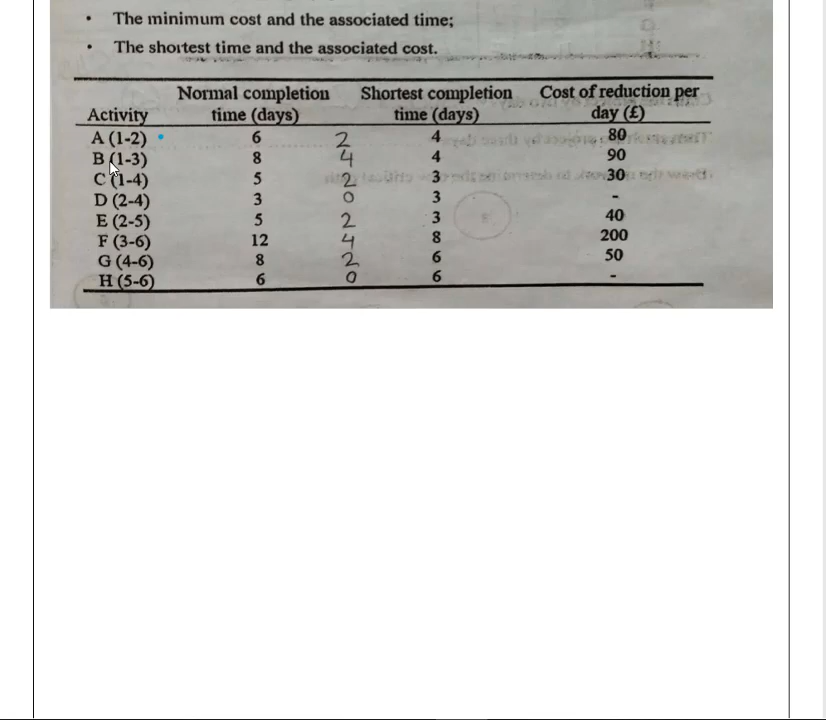 • The minimum cost and the associated time;
• The shortest time and the associated cost.
Normal completion Shortest completion Cost of reduction per
Activity time (days) time (days) day (£)
A (1-2) 6 2 4 80
B (1-3) 8 4 4 90
C (1-4) 5 2 3 30
D (2-4) 3 0 3 -
E (2-5) 5 2 3 40
F (3-6) 12 4 8 200
G (4-6) 8 2 6 50
H (5-6) 6 0 6 -